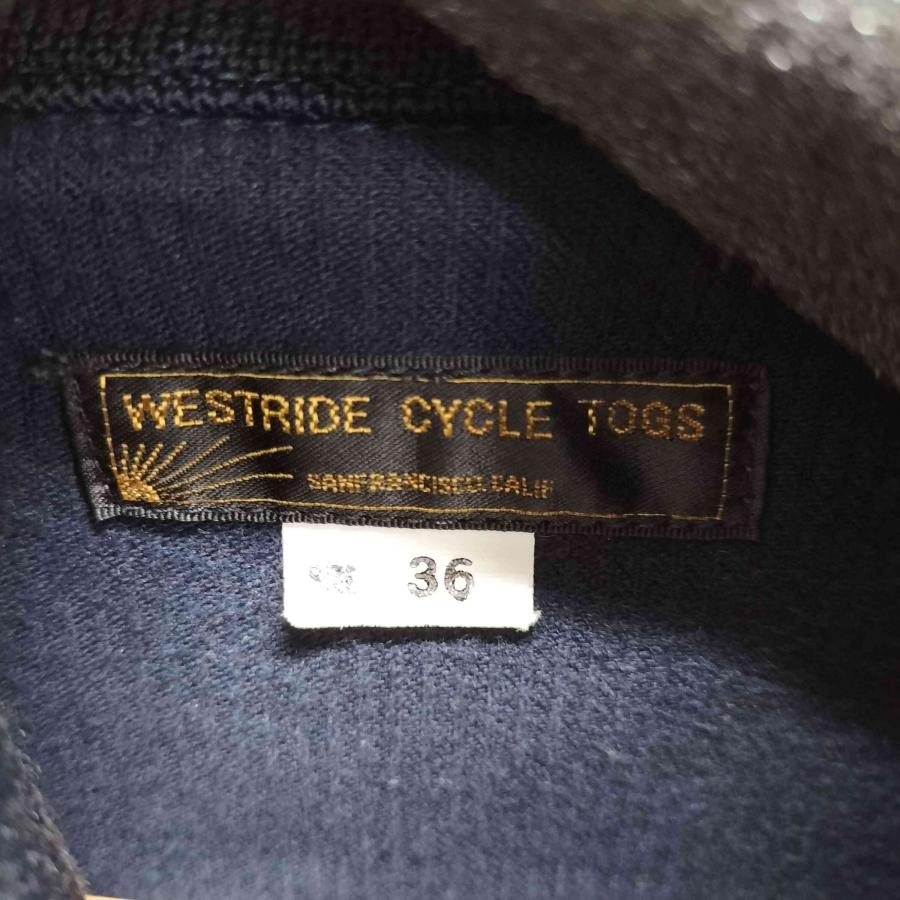 WESTRIDE CYCLE TOGS
SANFRANCISCO.CALIF
36